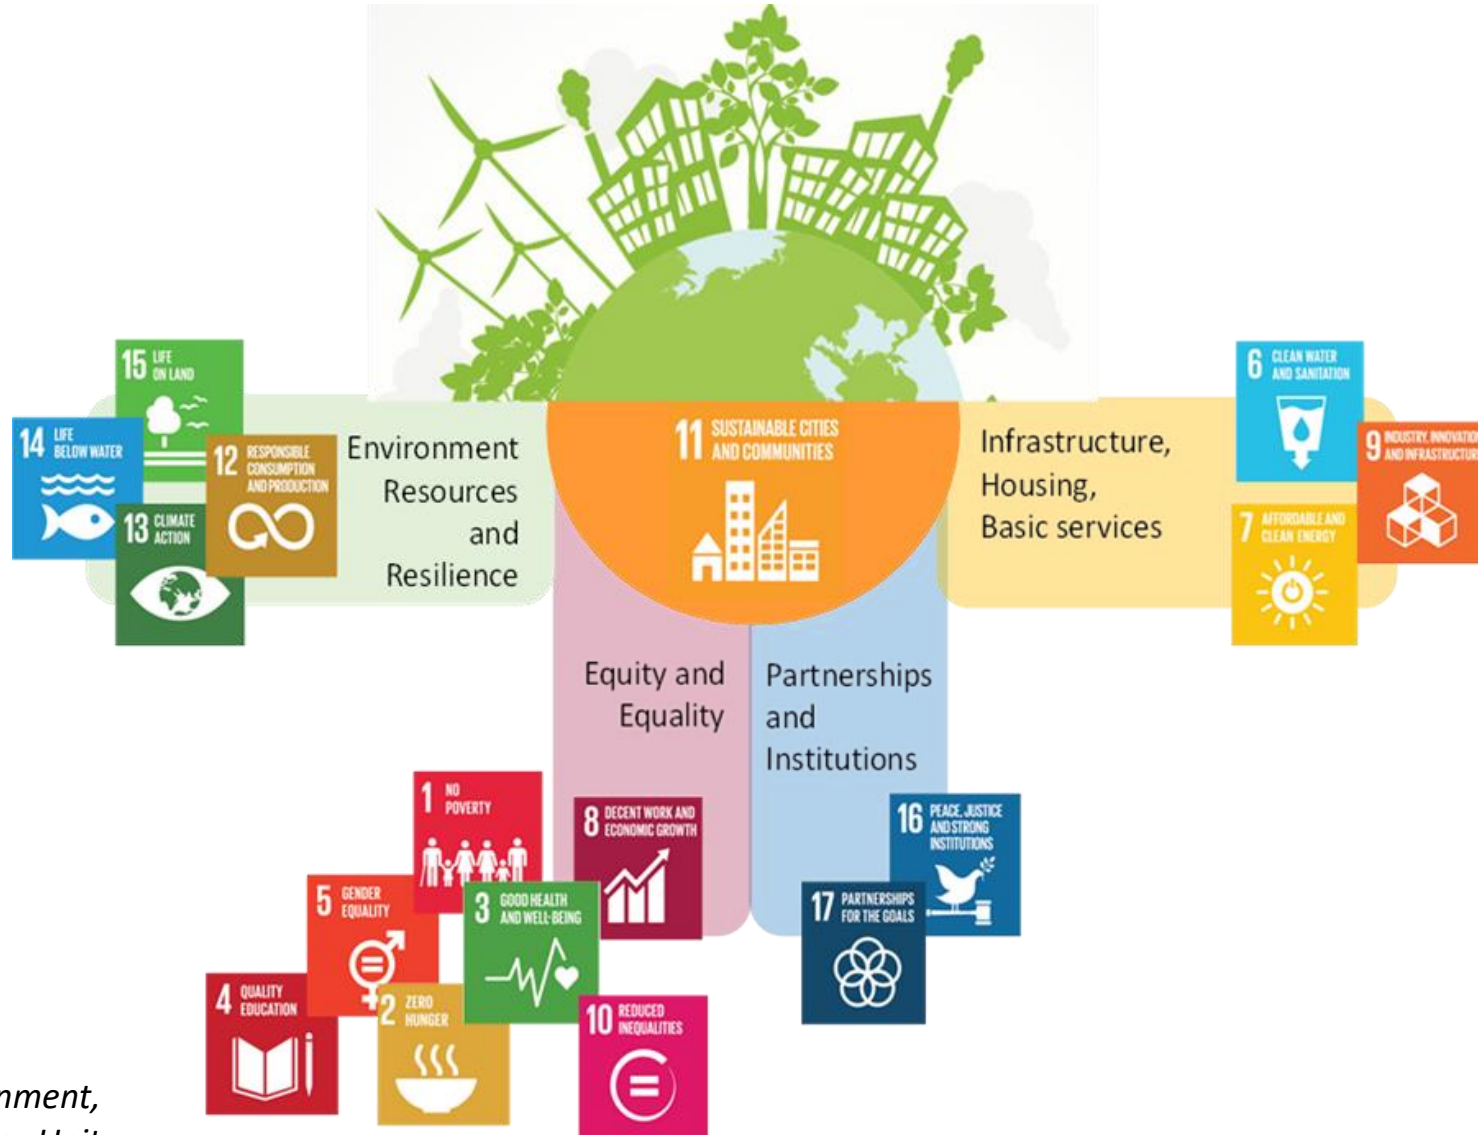 15 LIFE
ON LAND
14 LIFE
BELOW WATER
12 RESPONSIBLE
CONSUMPTION
AND PRODUCTION
13 CLIMATE
ACTION
Environment
Resources
and
Resilience
11 SUSTAINABLE CITIES
AND COMMUNITIES
Infrastructure,
Housing,
Basic services
6 CLEAN WATER
AND SANITATION
9 INDUSTRY, INNOVATION
AND INFRASTRUCTURE
7 AFFORDABLE AND
CLEAN ENERGY
Equity and
Equality
Partnerships
and
Institutions
1 NO
POVERTY
8 DECENT WORK AND
ECONOMIC GROWTH
5 GENDER
EQUALITY
3 GOOD HEALTH
AND WELL-BEING
4 QUALITY
EDUCATION
2 ZERO
HUNGER
10 REDUCED
INEQUALITIES
16 PEACE, JUSTICE
AND STRONG
INSTITUTIONS
17 PARTNERSHIPS
FOR THE GOALS
nment,